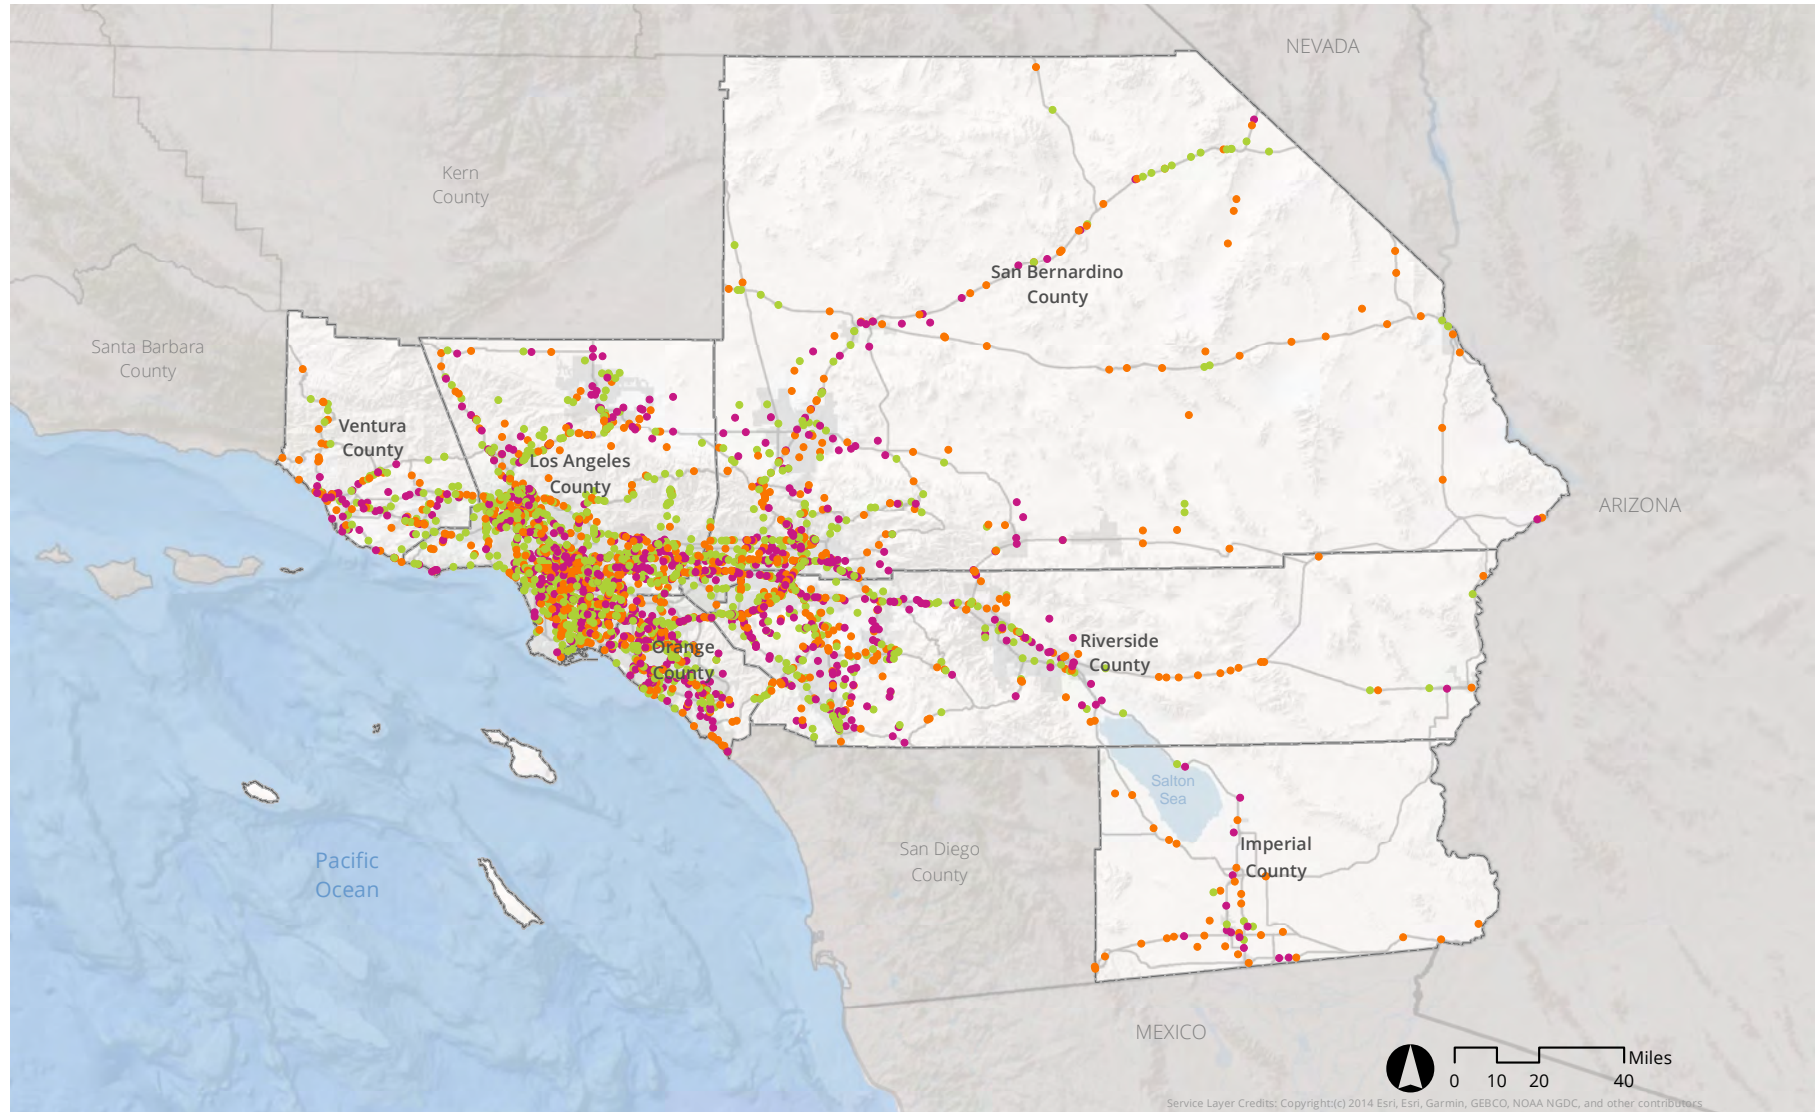 NEVADA
Kern
County
San Bernardino
County
Santa Barbara
County
Ventura
County
Los Angeles
County
ARIZONA
Orange
County
Riverside
County
Salton
Sea
Imperial
County
San Diego
County
Pacific
Ocean
MEXICO
Miles
0 10 20 40
Service Layer Credits: Copyright:(c) 2014 Esri, Esri, Garmin, GEBCO, NOAA NGDC, and other contributors